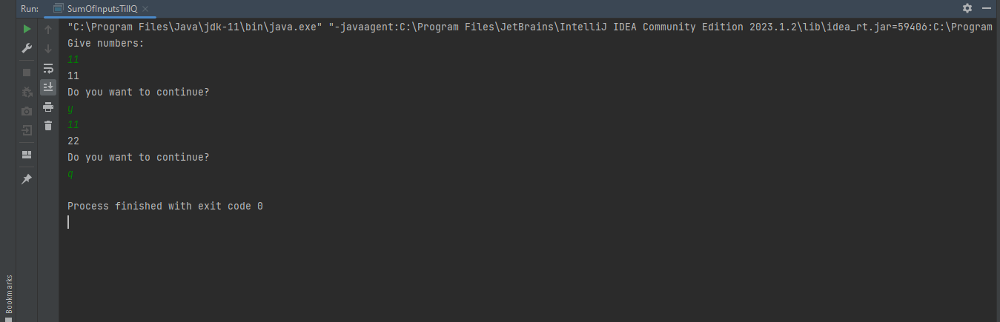 Run: SumOfInputsTillQ
"C:\Program Files\Java\jdk-11\bin\java.exe" "-javaagent:C:\Program Files\JetBrains\IntelliJ IDEA Community Edition 2023.1.2\lib\idea_rt.jar=59406:C:\Program
Give numbers:
11
11
Do you want to continue?
y
11
22
Do you want to continue?
q
Process finished with exit code 0
Bookmarks